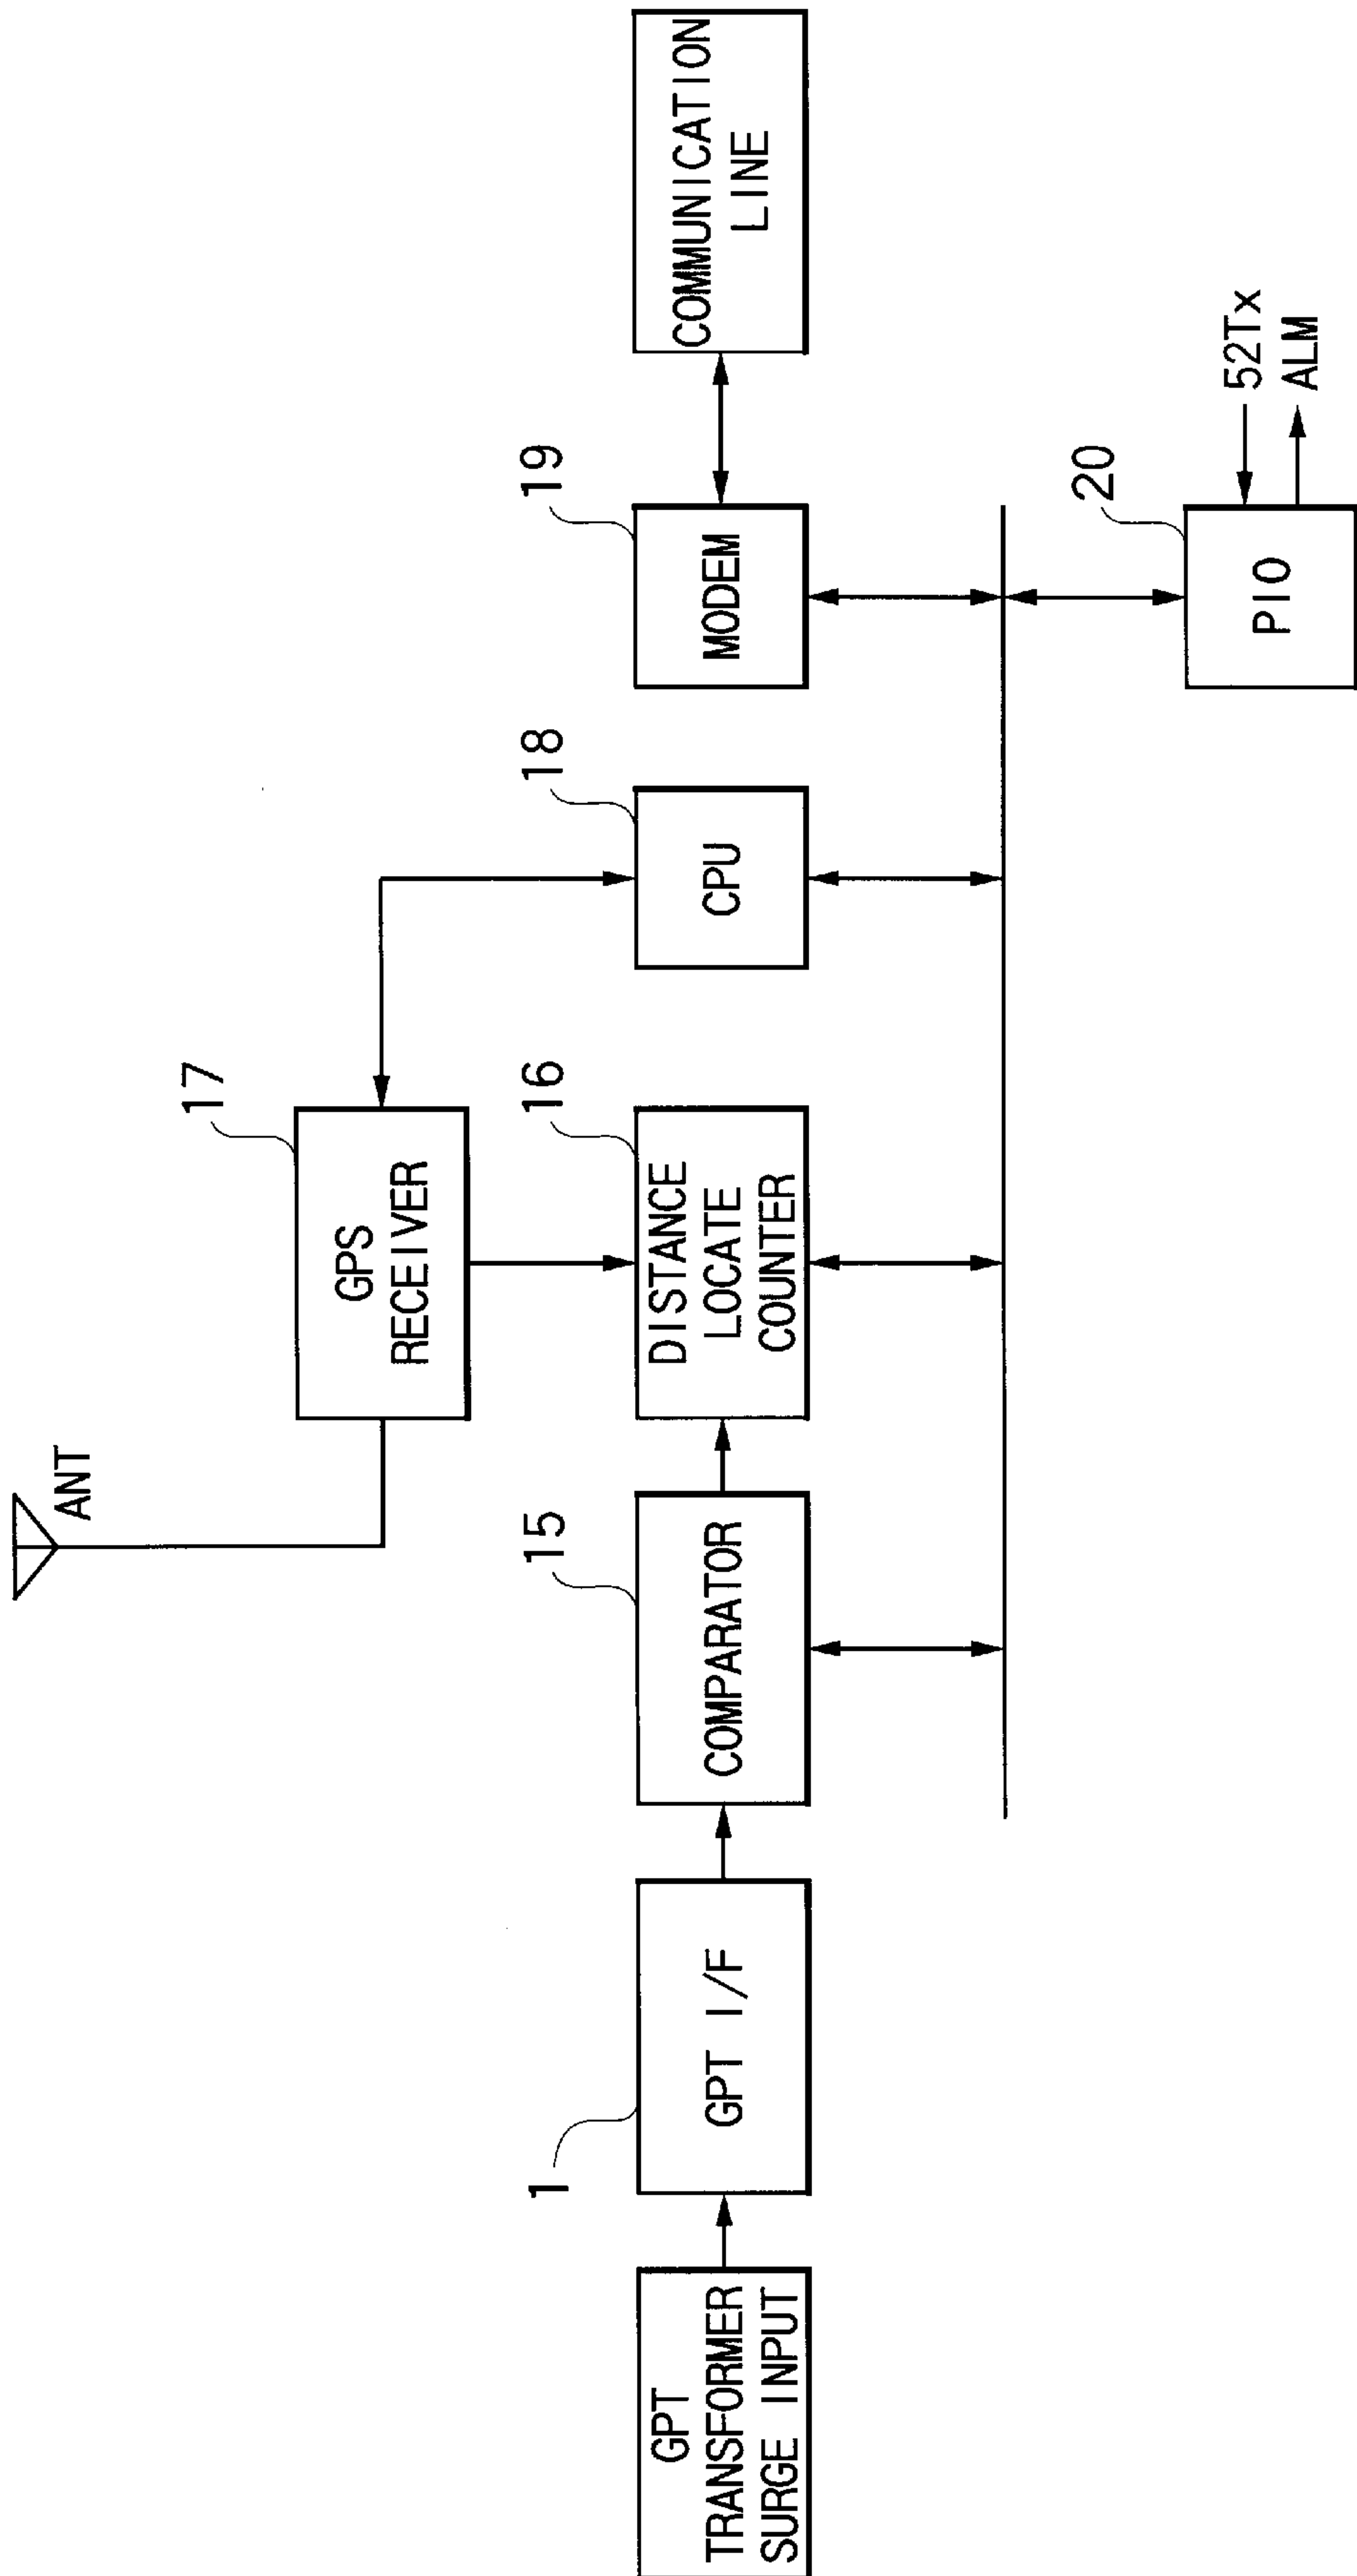 ANT
17
GPS
RECEIVER
1
15
16
18
19
GPT
TRANSFORMER
SURGE INPUT
GPT I/F
COMPARATOR
DISTANCE
LOCATE
COUNTER
CPU
MODEM
COMMUNICATION
LINE
20
PIO
52Tx
ALM